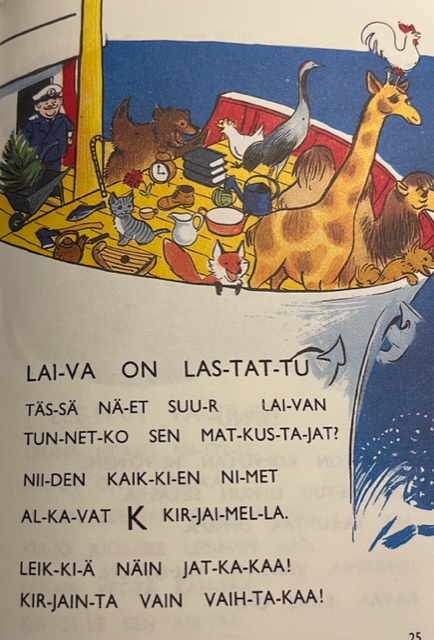 LAI-VA ON LAS-TAT-TU
TÄS-SÄ NÄ-ET SUU-R LAI-VAN
TUN-NET-KO SEN MAT-KUS-TA-JAT?
NII-DEN KAIK-KI-EN NI-MET
AL-KA-VAT K KIR-JAI-MEL-LA.
LEIK-KI-Ä NÄIN JAT-KA-KAA!
KIR-JAIN-TA VAIN VAIH-TA-KAA!
25